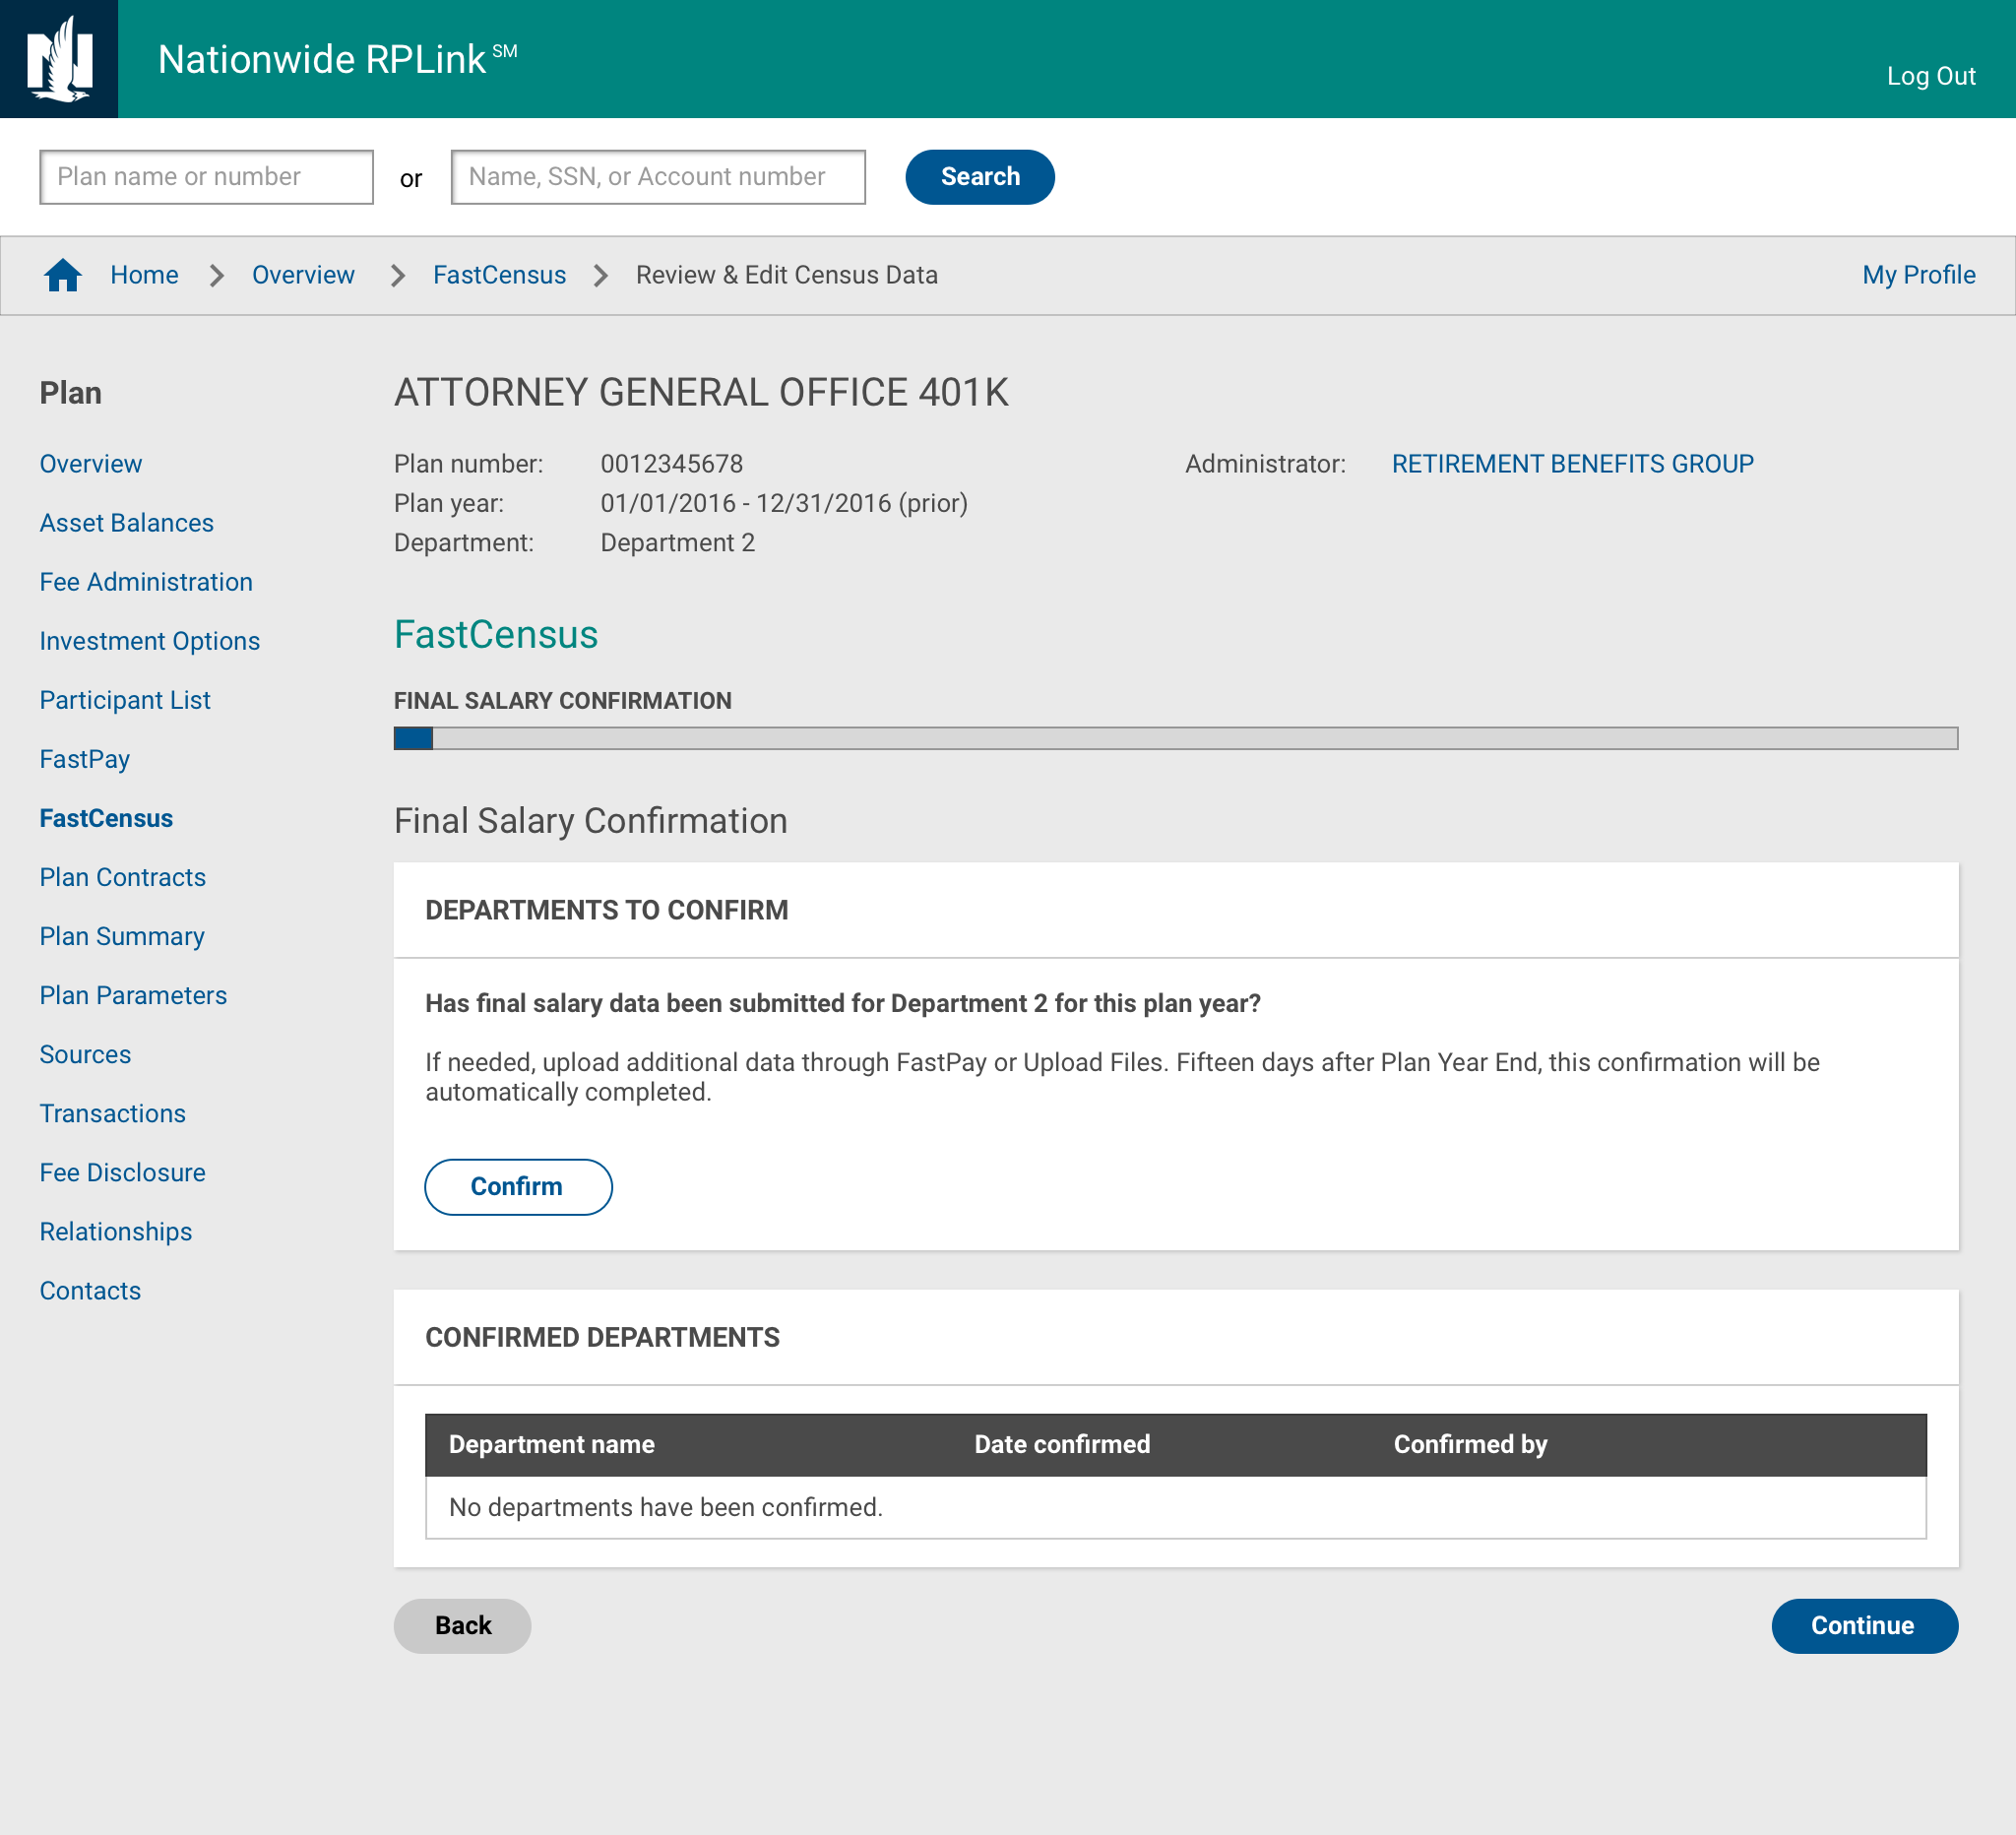 Nationwide RPLink SM
Log Out
Plan name or number
or
Name, SSN, or Account number
Search
Home
Overview
FastCensus
Review & Edit Census Data
My Profile
Plan
Overview
Asset Balances
Fee Administration
Investment Options
Participant List
FastPay
FastCensus
Plan Contracts
Plan Summary
Plan Parameters
Sources
Transactions
Fee Disclosure
Relationships
Contacts
ATTORNEY GENERAL OFFICE 401K
Plan number: 0012345678
Administrator: RETIREMENT BENEFITS GROUP
Plan year: 01/01/2016 - 12/31/2016 (prior)
Department: Department 2
FastCensus
FINAL SALARY CONFIRMATION
Final Salary Confirmation
DEPARTMENTS TO CONFIRM
Has final salary data been submitted for Department 2 for this plan year?
If needed, upload additional data through FastPay or Upload Files. Fifteen days after Plan Year End, this confirmation will be
automatically completed.
Confirm
CONFIRMED DEPARTMENTS
Department name Date confirmed Confirmed by
No departments have been confirmed.
Back
Continue